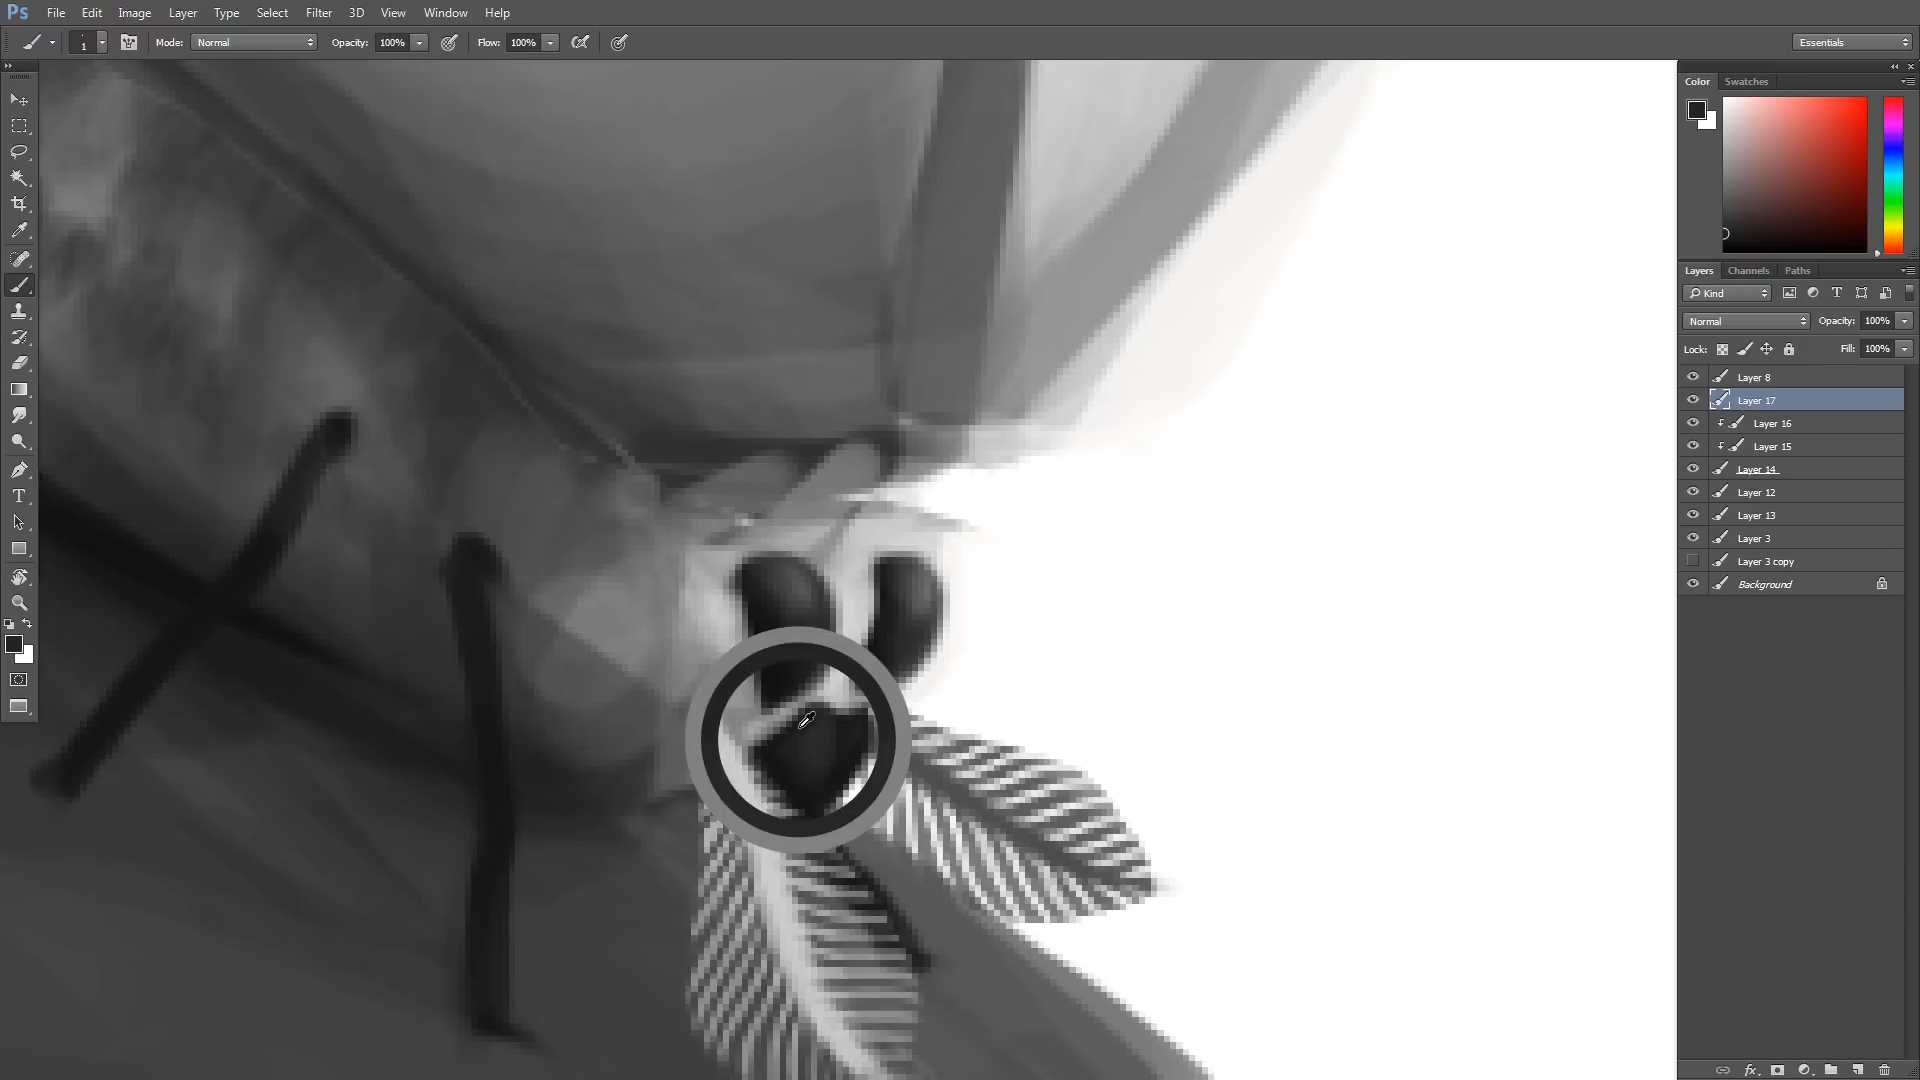 Ps File Edit Image Layer Type Select Filter 3D View Window Help
1 Mode: Normal Opacity: 100% Flow: 100% Essentials
Color Swatches
Layers Channels Paths
Kind T
Normal Opacity: 100%
Lock: Fill: 100%
Layer 8
Layer 17
Layer 16
Layer 15
Layer 14
Layer 12
Layer 13
Layer 3
Layer 3 copy
Background
T
fx